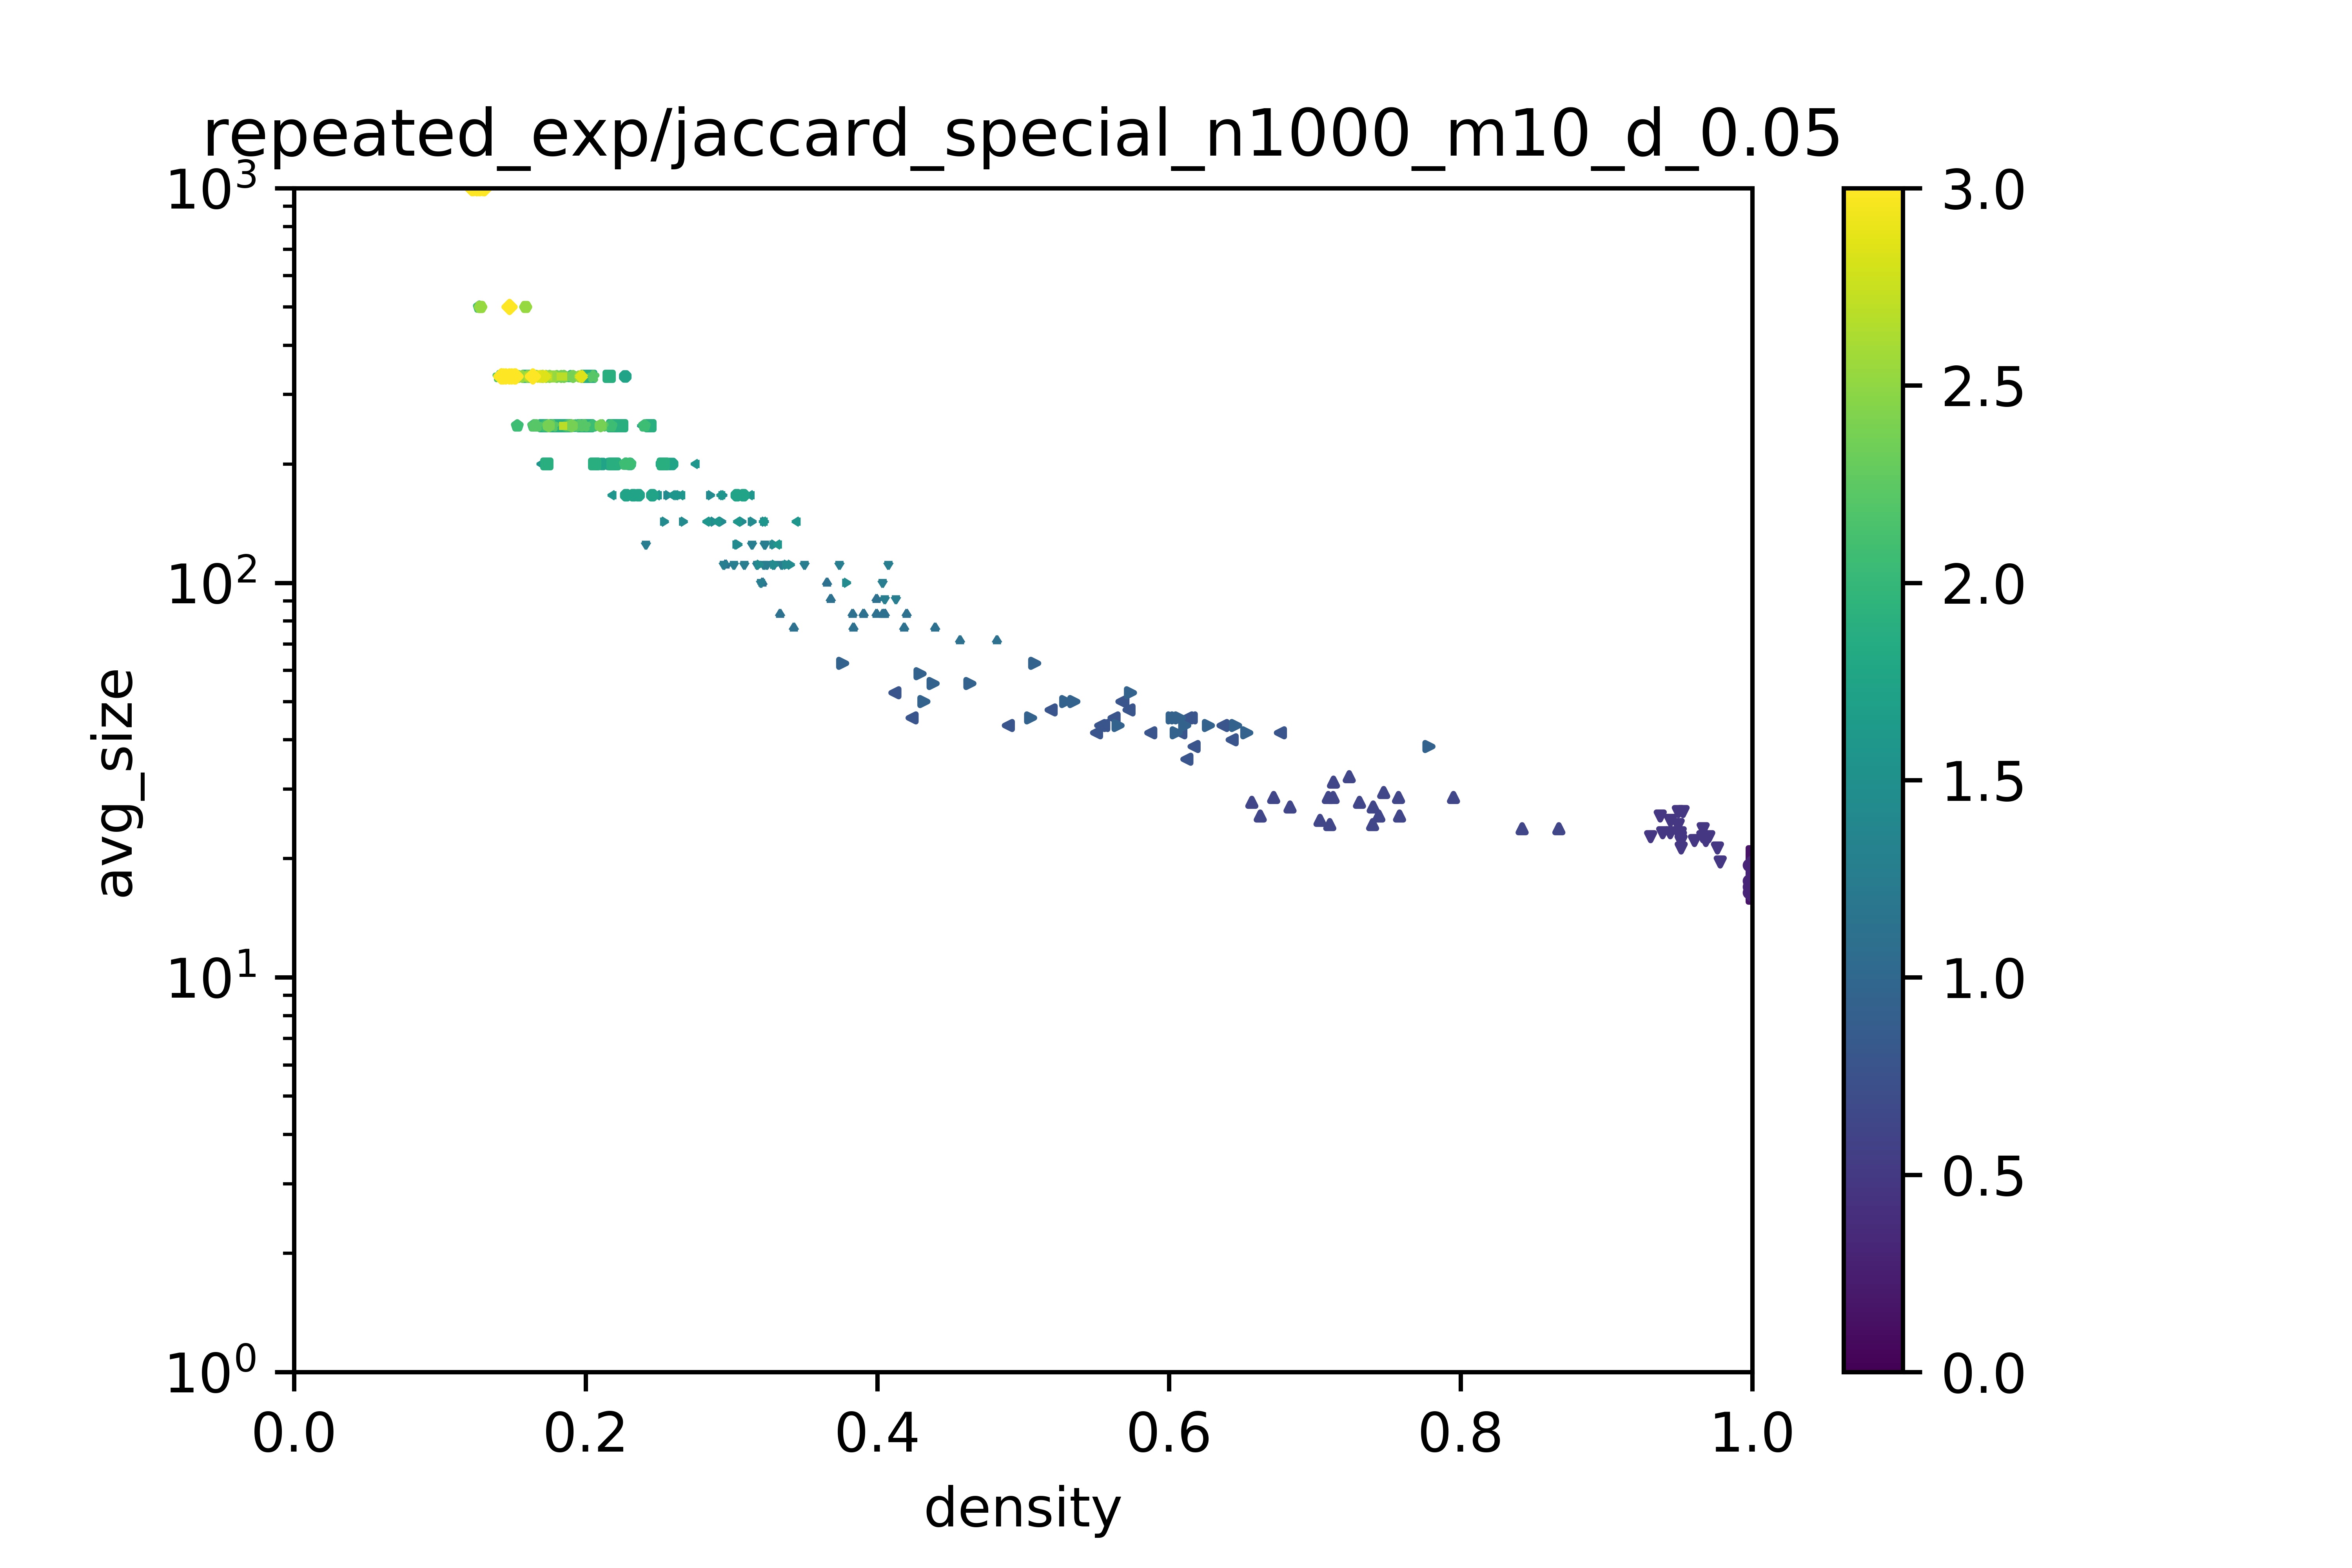 repeated_exp/jaccard_special_n1000_m10_d_0.05
10³
10²
10¹
10⁰
avg_size
0.0 0.2 0.4 0.6 0.8 1.0
density
3.0
2.5
2.0
1.5
1.0
0.5
0.0